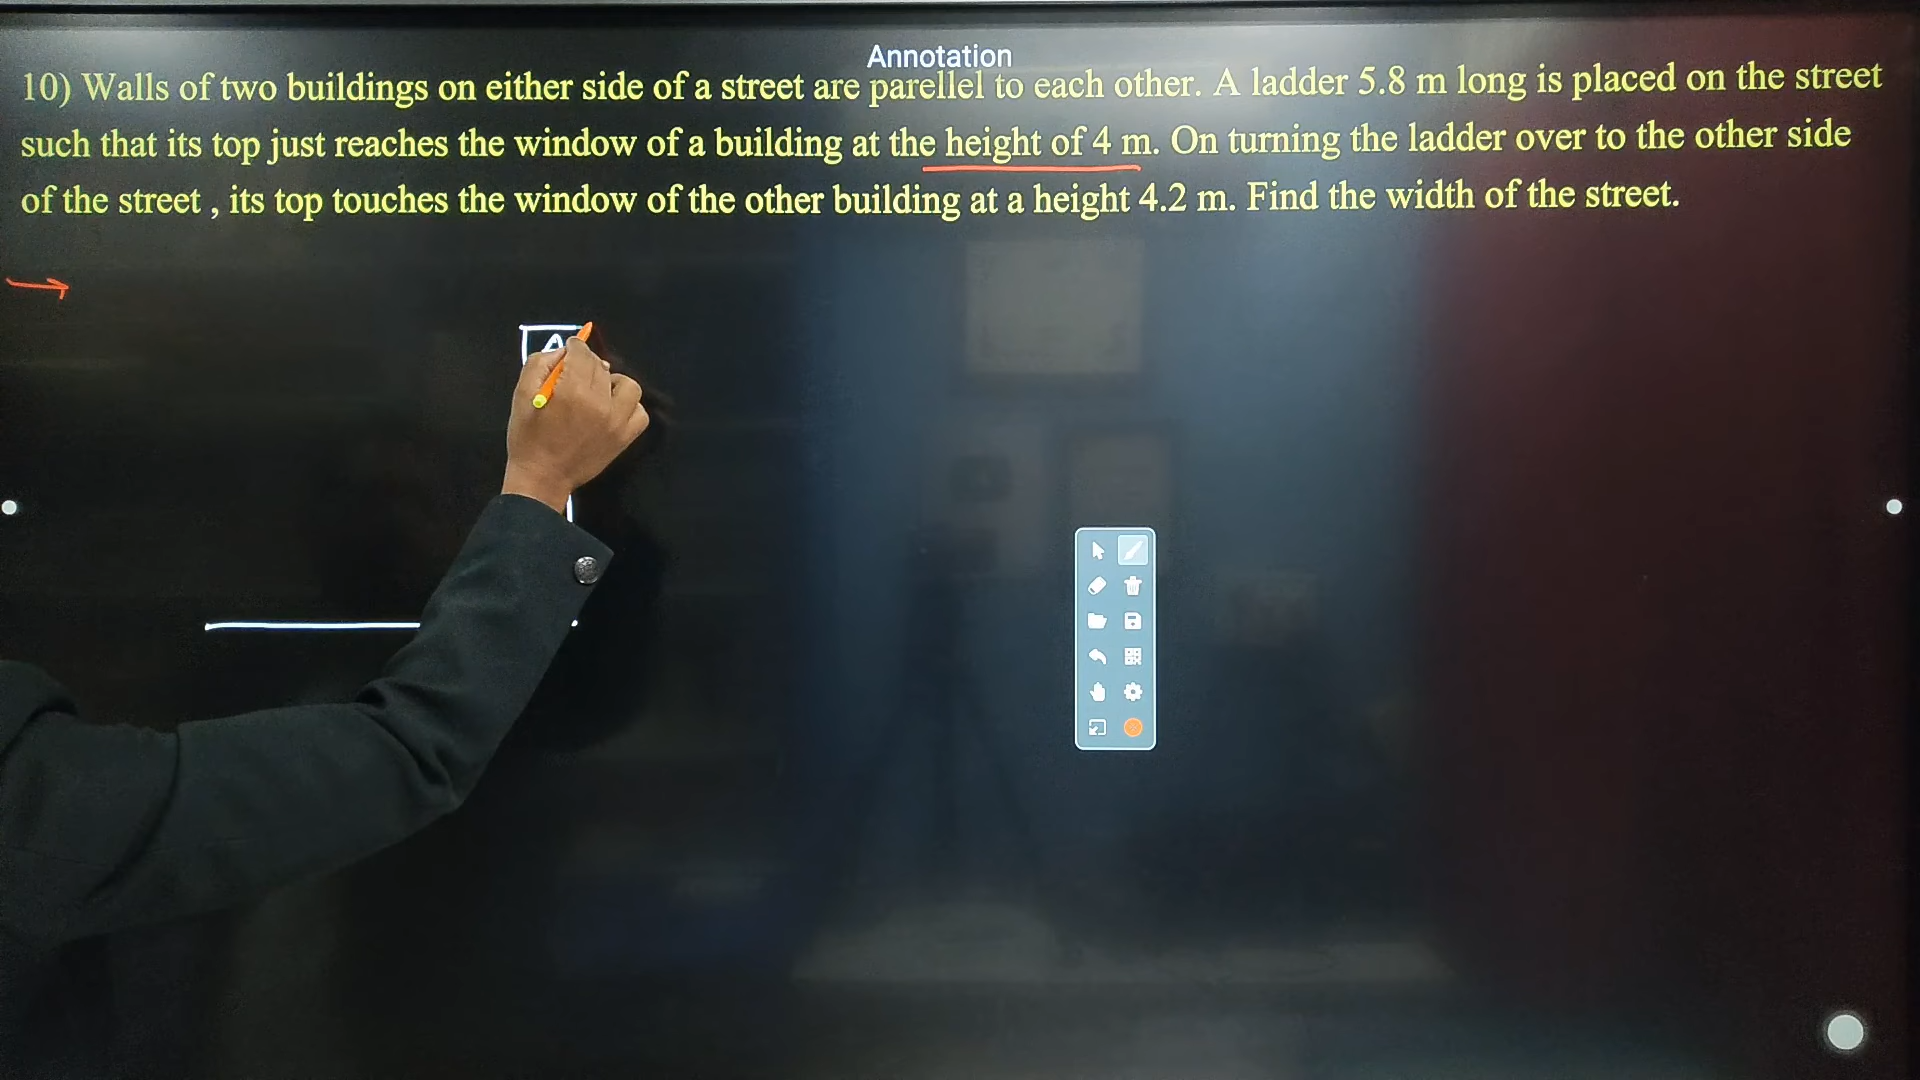 Annotation
10) Walls of two buildings on either side of a street are parellel to each other. A ladder 5.8 m long is placed on the street
such that its top just reaches the window of a building at the height of 4 m. On turning the ladder over to the other side
of the street , its top touches the window of the other building at a height 4.2 m. Find the width of the street.